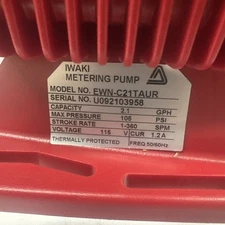 IWAKI
METERING PUMP
MODEL NO. EWN-C21TAUR
SERIAL NO. U092103958
CAPACITY 2.1 GPH
MAX PRESSURE 105 PSI
STROKE RATE 1-360 SPM
VOLTAGE 115 V CUR 1.2 A
THERMALLY PROTECTED FREQ 50/60Hz